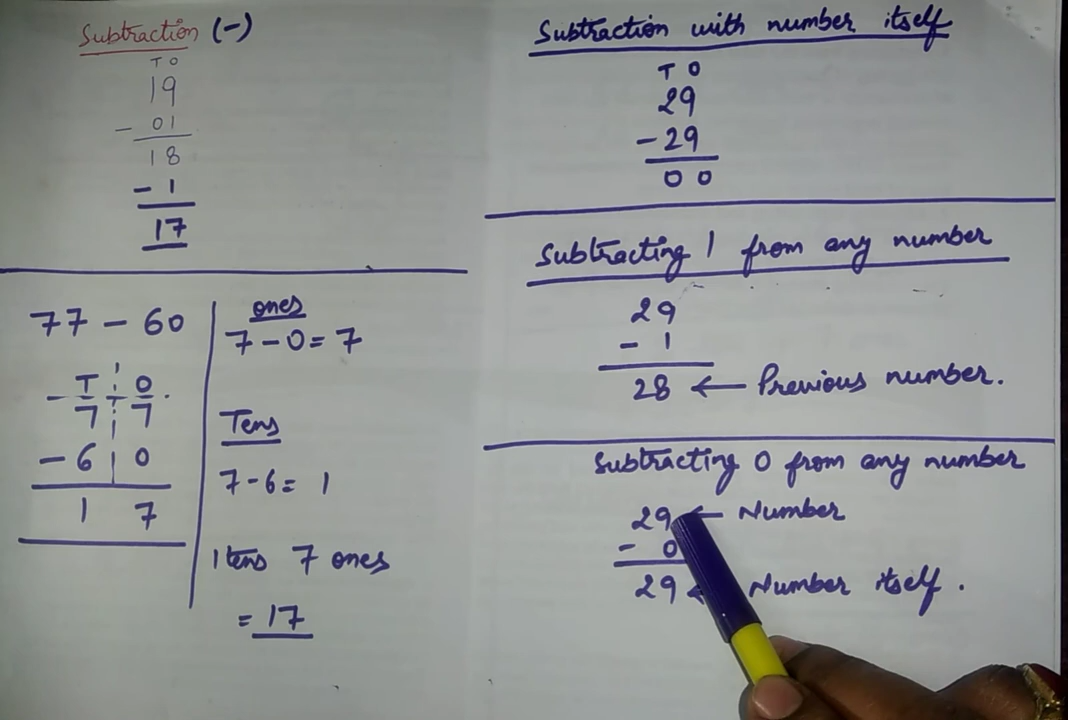 Subtraction (-)
T O
19
- 01
18
- 1
17
77 - 60
T O
7 7
- 6 0
1 7
ones
7 - 0 = 7
Tens
7 - 6 = 1
1 tens 7 ones
= 17
Subtraction with number itself
T O
29
- 29
0 0
Subtracting 1 from any number
29
- 1
28 ← Previous number.
Subtracting 0 from any number
29 ← Number
- 0
29 ← Number itself.